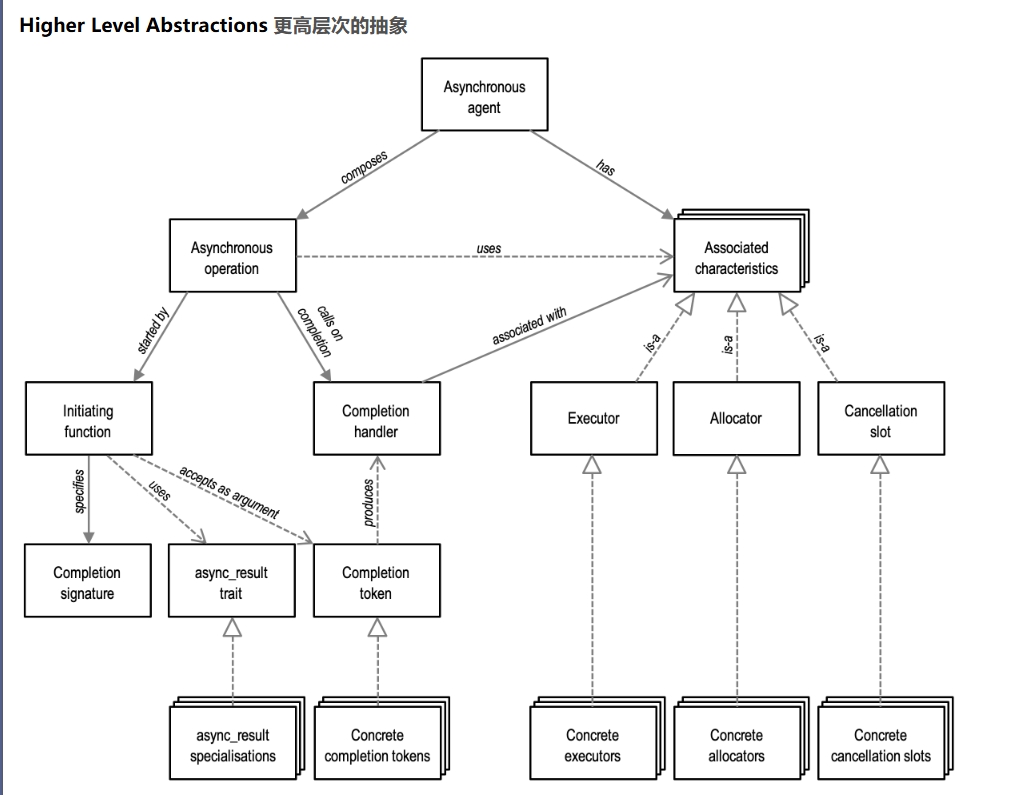 Higher Level Abstractions 更高层次的抽象
Asynchronous
agent
composes
has
Asynchronous
operation
uses
Associated
characteristics
started by
calls on
completion
associated with
is-a
is-a
is-a
Initiating
function
Completion
handler
Executor
Allocator
Cancellation
slot
specifies
uses
accepts as argument
produces
Completion
signature
async_result
trait
Completion
token
async_result
specialisations
Concrete
completion tokens
Concrete
executors
Concrete
allocators
Concrete
cancellation slots